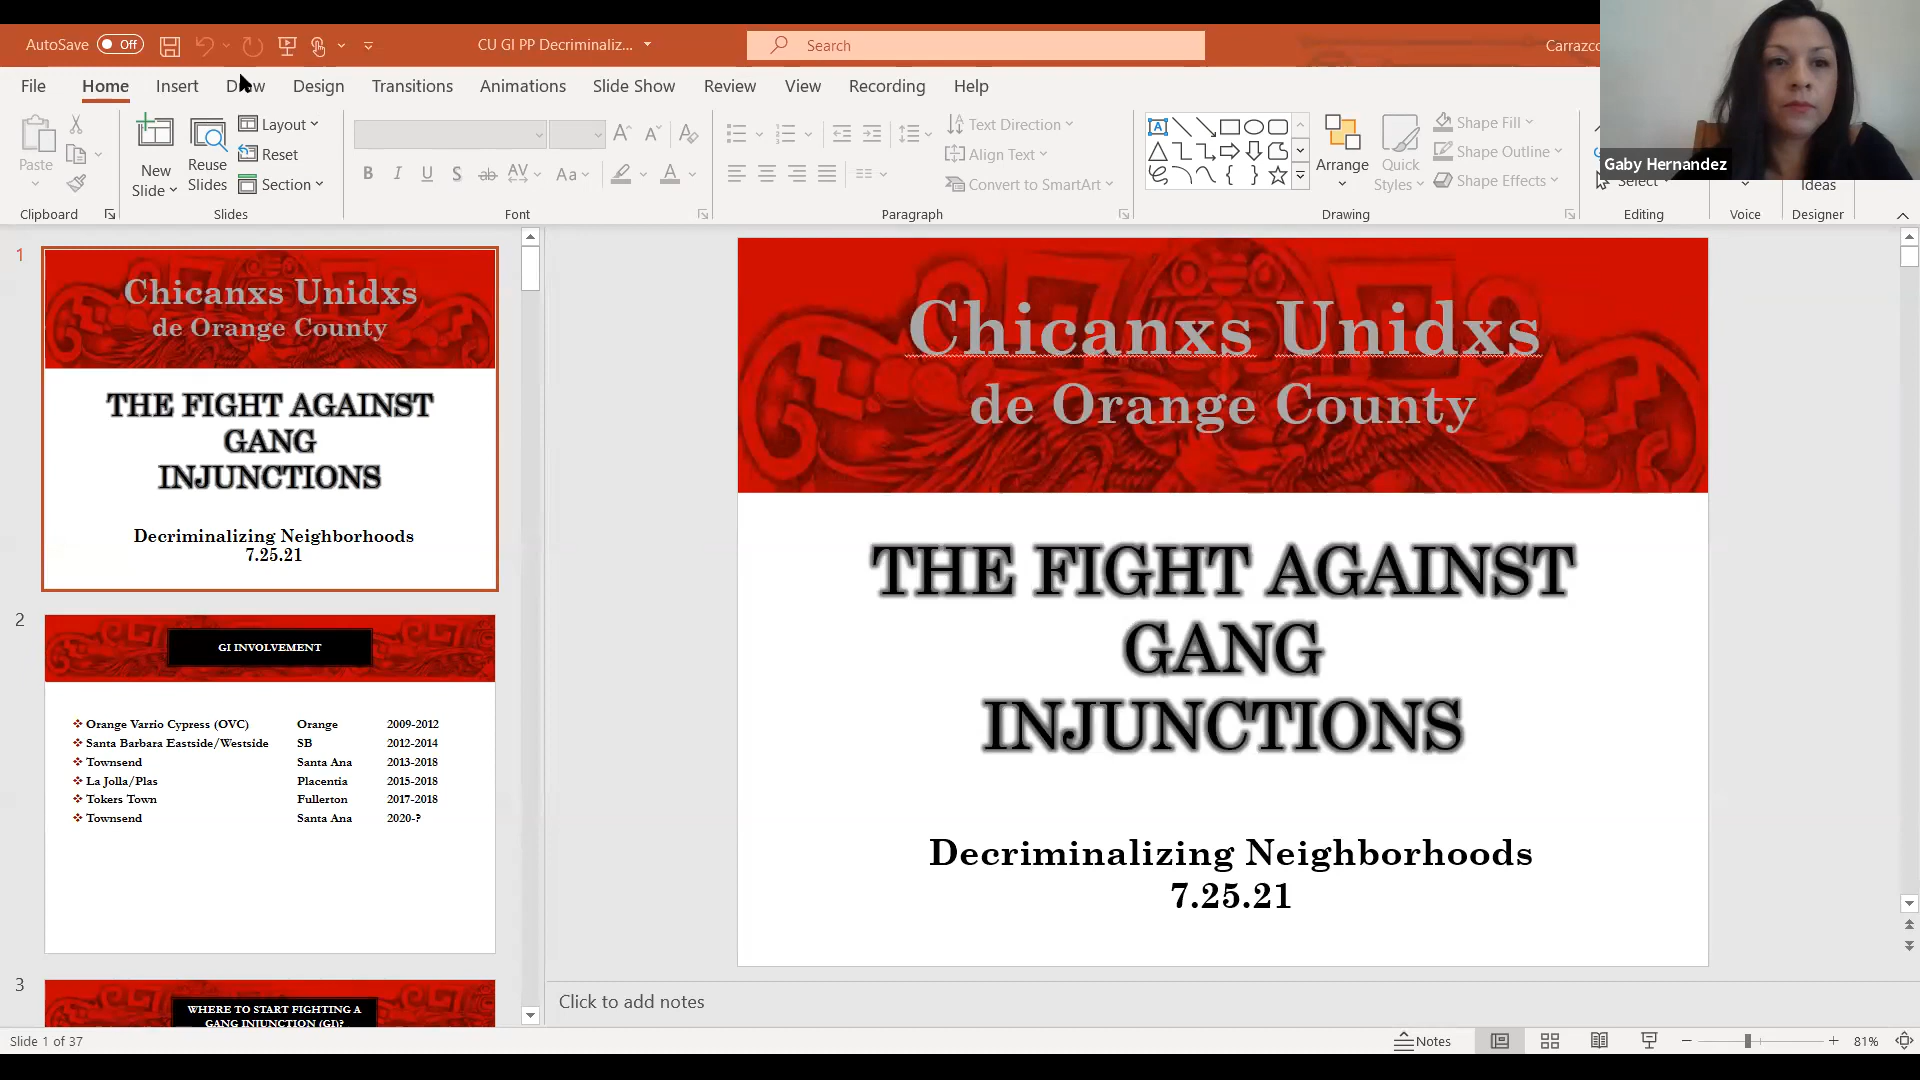 AutoSave Off
CU GI PP Decriminaliz...
Search
File
Home
Insert
Draw
Design
Transitions
Animations
Slide Show
Review
View
Recording
Help
Paste
New
Slide
Reuse
Slides
Layout
Reset
Section
B I U S ab AV Aa A
Text Direction
Align Text
Convert to SmartArt
Arrange
Quick
Styles
Shape Fill
Shape Outline
Shape Effects
Select
Ideas
Gaby Hernandez
Clipboard
Slides
Font
Paragraph
Drawing
Editing
Voice
Designer
1
Chicanxs Unidxs
de Orange County
THE FIGHT AGAINST
GANG
INJUNCTIONS
Decriminalizing Neighborhoods
7.25.21
2
GI INVOLVEMENT
Orange Varrio Cypress (OVC) Orange 2009-2012
Santa Barbara Eastside/Westside SB 2012-2014
Townsend Santa Ana 2013-2018
La Jolla/Plas Placentia 2015-2018
Tokers Town Fullerton 2017-2018
Townsend Santa Ana 2020-?
3
WHERE TO START FIGHTING A
GANG INJUNCTION (GI)?
Chicanxs Unidxs
de Orange County
THE FIGHT AGAINST
GANG
INJUNCTIONS
Decriminalizing Neighborhoods
7.25.21
Click to add notes
Slide 1 of 37
Notes
81%